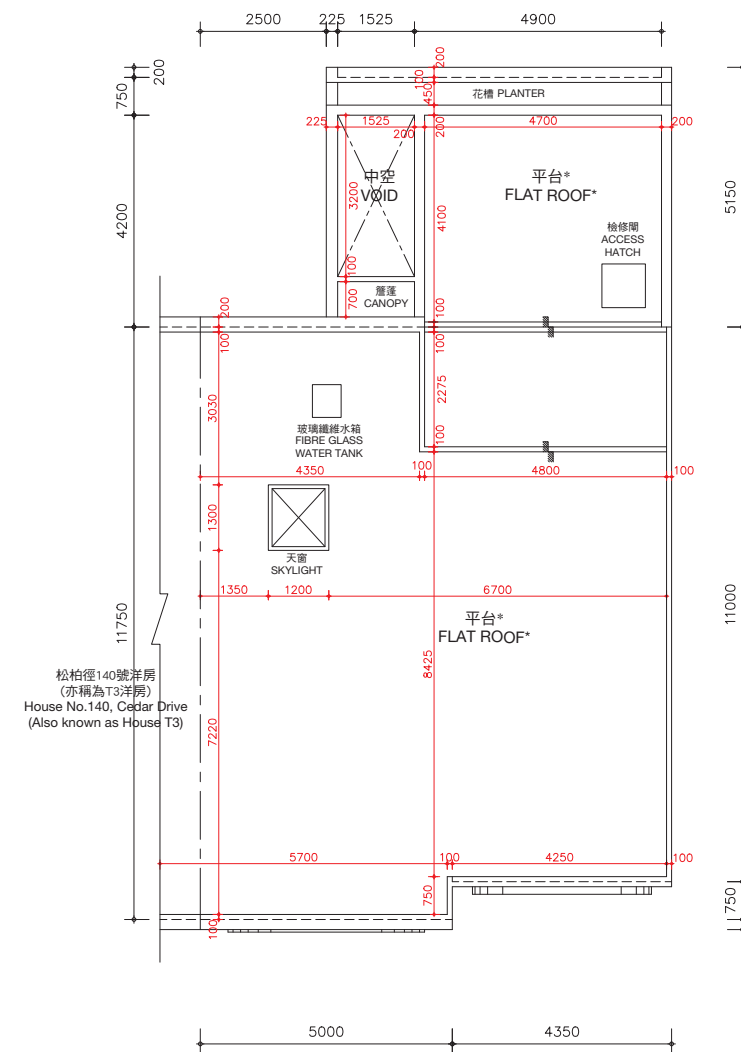 2500
225
1525
4900
200
750
200
100
450
花槽 PLANTER
225
1525
200
4700
200
200
中空
VOID
平台*
FLAT ROOF*
3200
4100
4200
5150
檢修閘
ACCESS
HATCH
100
簷蓬
CANOPY
700
200
100
100
100
3030
2275
玻璃纖維水箱
FIBRE GLASS
WATER TANK
100
4350
100
4800
100
1300
天窗
SKYLIGHT
1350
1200
6700
11750
11000
平台*
FLAT ROOF*
8425
松柏徑140號洋房
(亦稱為T3洋房)
House No.140, Cedar Drive
(Also known as House T3)
7220
5700
100
4250
100
750
750
100
5000
4350